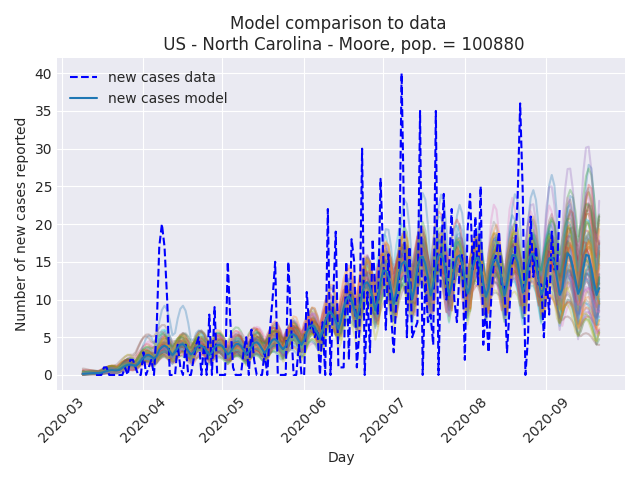 Model comparison to data
US - North Carolina - Moore, pop. = 100880
new cases data
new cases model
Number of new cases reported
40
35
30
25
20
15
10
5
0
2020-03
2020-04
2020-05
2020-06
2020-07
2020-08
2020-09
Day